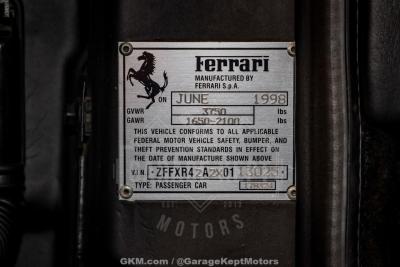 Ferrari
MANUFACTURED BY
FERRARI S.p.A.
ON JUNE 1998
GVWR 3750 lbs
GAWR 1650-2100 lbs
THIS VEHICLE CONFORMS TO ALL APPLICABLE
FEDERAL MOTOR VEHICLE SAFETY, BUMPER, AND
THEFT PREVENTION STANDARDS IN EFFECT ON
THE DATE OF MANUFACTURE SHOWN ABOVE
V.I.N.
TYPE: PASSENGER CAR
MOTORS
GKM.com / @GarageKeptMotors